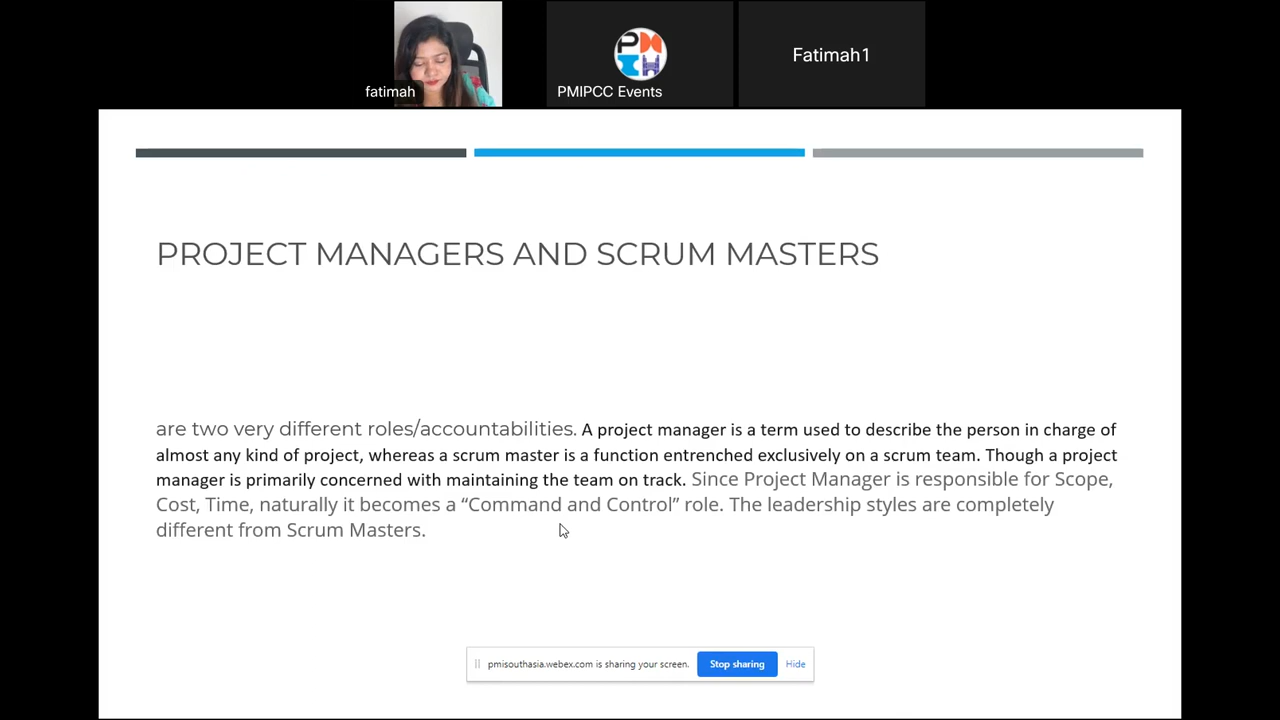 fatimah
PMIPCC Events
Fatimah1
PROJECT MANAGERS AND SCRUM MASTERS
are two very different roles/accountabilities. A project manager is a term used to describe the person in charge of
almost any kind of project, whereas a scrum master is a function entrenched exclusively on a scrum team. Though a project
manager is primarily concerned with maintaining the team on track. Since Project Manager is responsible for Scope,
Cost, Time, naturally it becomes a “Command and Control” role. The leadership styles are completely
different from Scrum Masters.
pmisouthasia.webex.com is sharing your screen. Stop sharing Hide